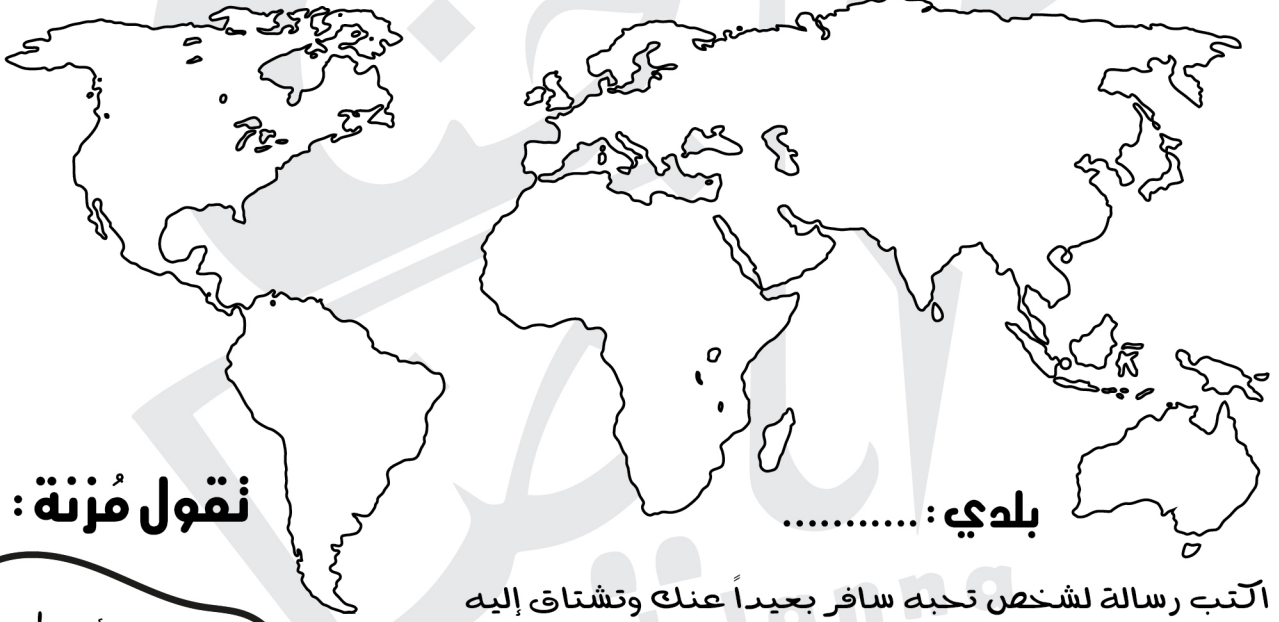 بلدي : ...........
تقول مُزنة :
اكتب رسالة لشخص تحبه سافر بعيداً عنك وتشتاق إليه